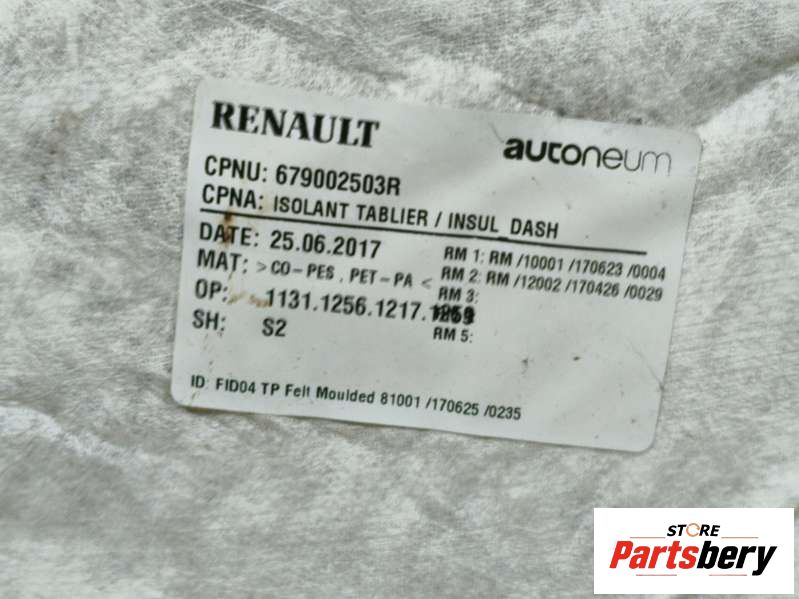 RENAULT
autoneum
CPNU: 679002503R
CPNA: ISOLANT TABLIER / INSUL_DASH
DATE: 25.06.2017
MAT: >CO-PES , PET-PA <
OP: 1131.1256.1217.
SH: S2
RM 1: RM /10001 /170623 /0004
RM 2: RM /12002 /170426 /0029
RM 3:
RM 5:
ID: FID04 TP Felt Moulded 81001 /170625 /0235
STORE
Partsbery